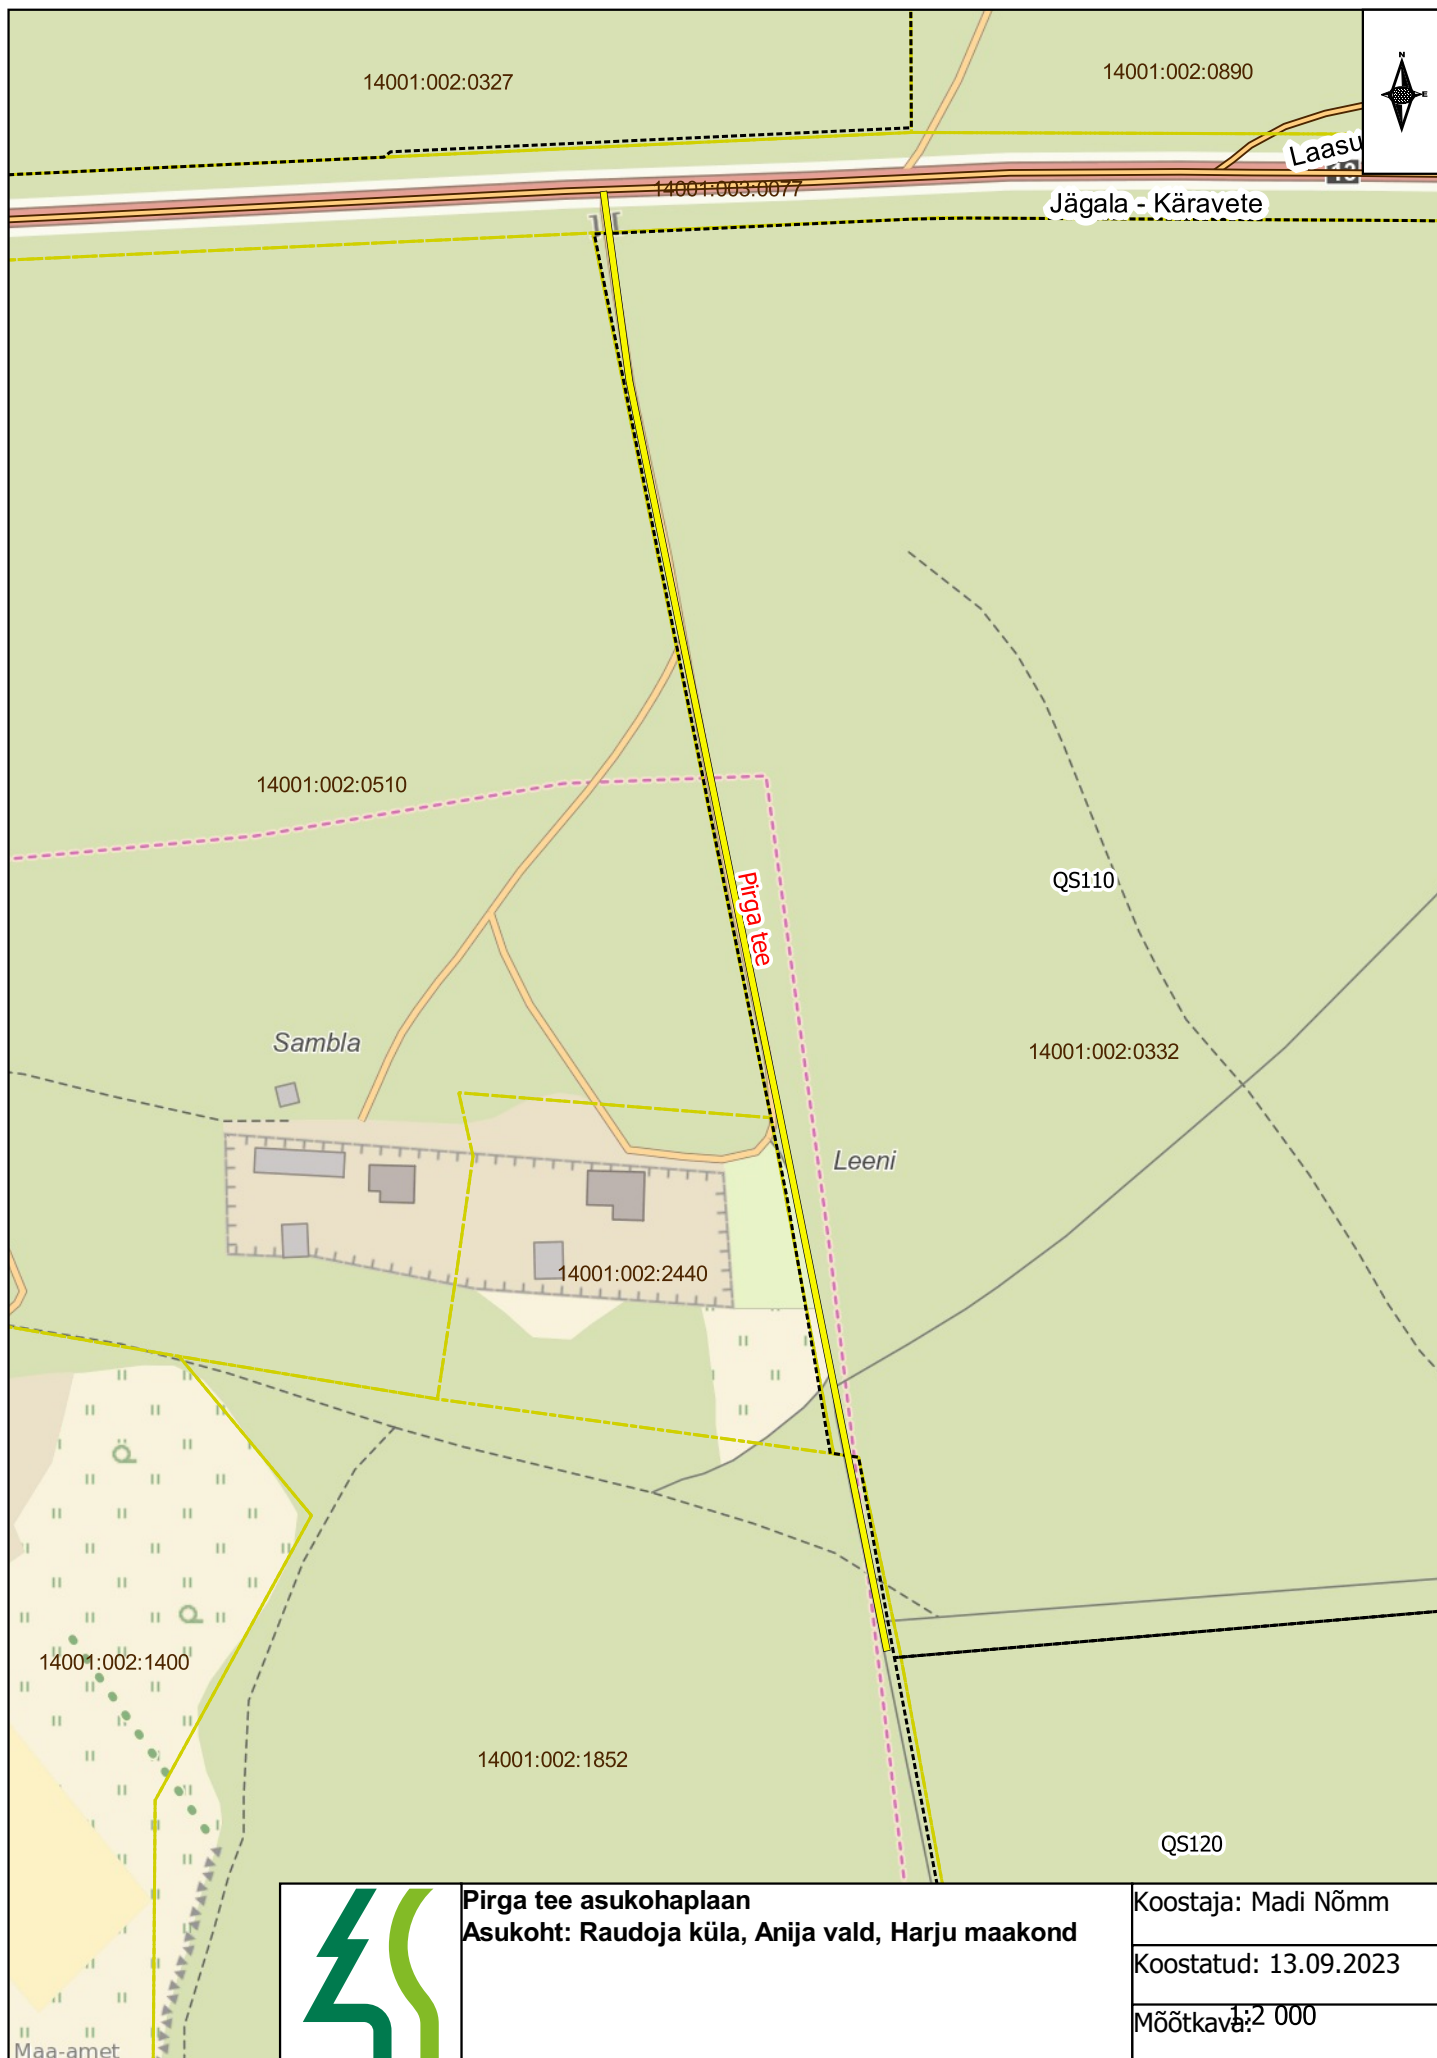 14001:002:0327
14001:002:0890
N
E
Laasu
13
14001:003:0077
Jägala - Käravete
14001:002:0510
Pirga tee
QS110
Sambla
14001:002:0332
Leeni
14001:002:2440
14001:002:1400
14001:002:1852
QS120
Pirga tee asukohaplaan
Asukoht: Raudoja küla, Anija vald, Harju maakond
Koostaja: Madi Nõmm
Koostatud: 13.09.2023
Mõõtkava: 1:2 000
Maa-amet